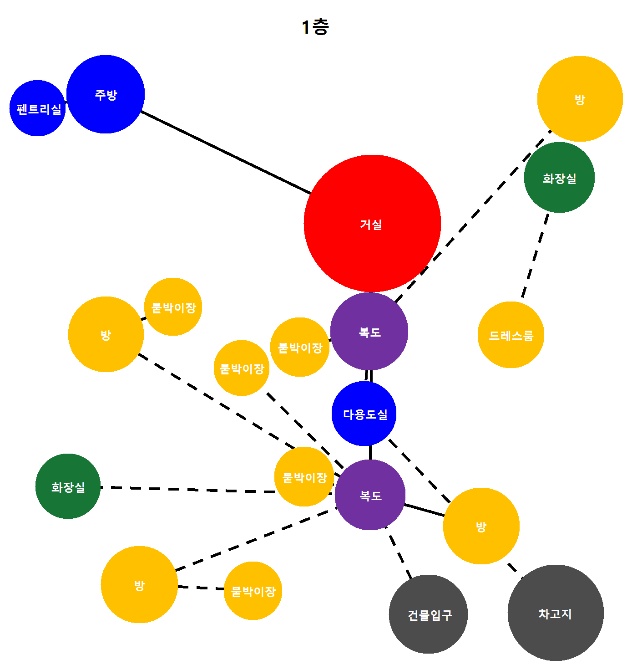 1층
펜트리실
주방
방
화장실
거실
붙박이장
방
복도
드레스룸
붙박이장
붙박이장
다용도실
화장실
붙박이장
복도
방
방
붙박이장
건물입구
차고지